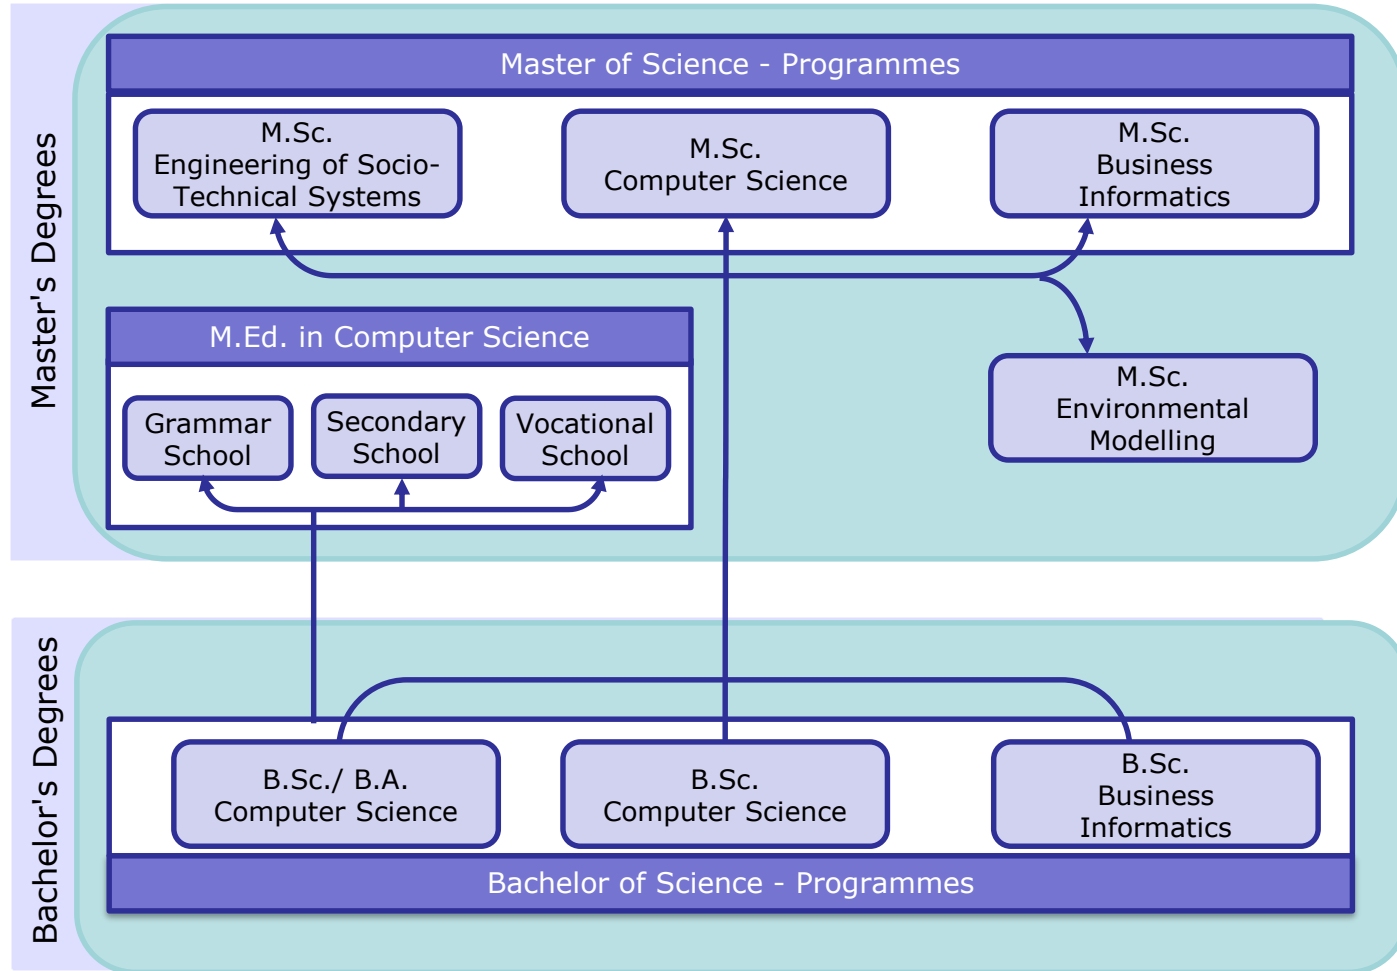 Master's Degrees
Master of Science - Programmes
M.Sc.
Engineering of Socio-
Technical Systems
M.Sc.
Computer Science
M.Sc.
Business
Informatics
M.Ed. in Computer Science
Grammar
School
Secondary
School
Vocational
School
M.Sc.
Environmental
Modelling
Bachelor's Degrees
B.Sc./ B.A.
Computer Science
B.Sc.
Computer Science
B.Sc.
Business
Informatics
Bachelor of Science - Programmes